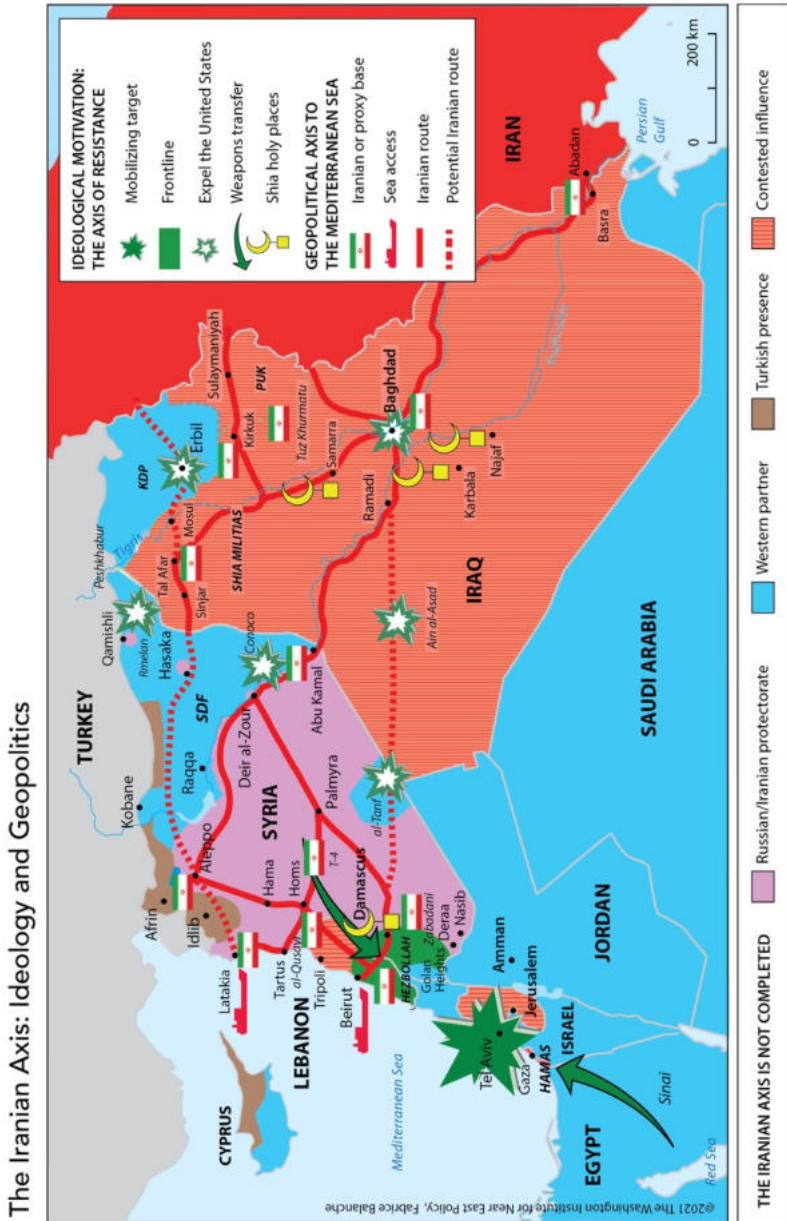 The Iranian Axis: Ideology and Geopolitics
IDEOLOGICAL MOTIVATION:
THE AXIS OF RESISTANCE
Mobilizing target
Frontline
Expel the United States
Weapons transfer
Shia holy places
GEOPOLITICAL AXIS TO
THE MEDITERRANEAN SEA
Iranian or proxy base
Sea access
Iranian route
Potential Iranian route
0
200 km
TURKEY
Peshkhabur
Tigris
Qamishli
Rmelan
Hasaka
Kobane
Raqqa
SDF
Afrin
Idlib
Aleppo
KDP
Erbil
Mosul
Tal Afar
Sinjar
SHIA MILITIAS
Sulaymaniyah
PUK
Kirkuk
Tuz Khurmatu
Samarra
Baghdad
Ramadi
Karbala
Najaf
Euphrates
IRAQ
Ain al-Asad
IRAN
Abadan
Basra
Persian
Gulf
Conoco
Deir al-Zour
Abu Kamal
SYRIA
Palmyra
T-4
al-Tanf
Hama
Homs
Latakia
Tartus
al-Qusayr
Tripoli
LEBANON
Beirut
Damascus
Zabadani
HEZBOLLAH
Golan
Heights
Deraa
Nasib
CYPRUS
Mediterranean Sea
Tel Aviv
Jerusalem
Gaza
HAMAS
ISRAEL
Amman
JORDAN
SAUDI ARABIA
EGYPT
Sinai
Red Sea
©2021 The Washington Institute for Near East Policy, Fabrice Balanche
THE IRANIAN AXIS IS NOT COMPLETED
Russian/Iranian protectorate
Western partner
Turkish presence
Contested influence